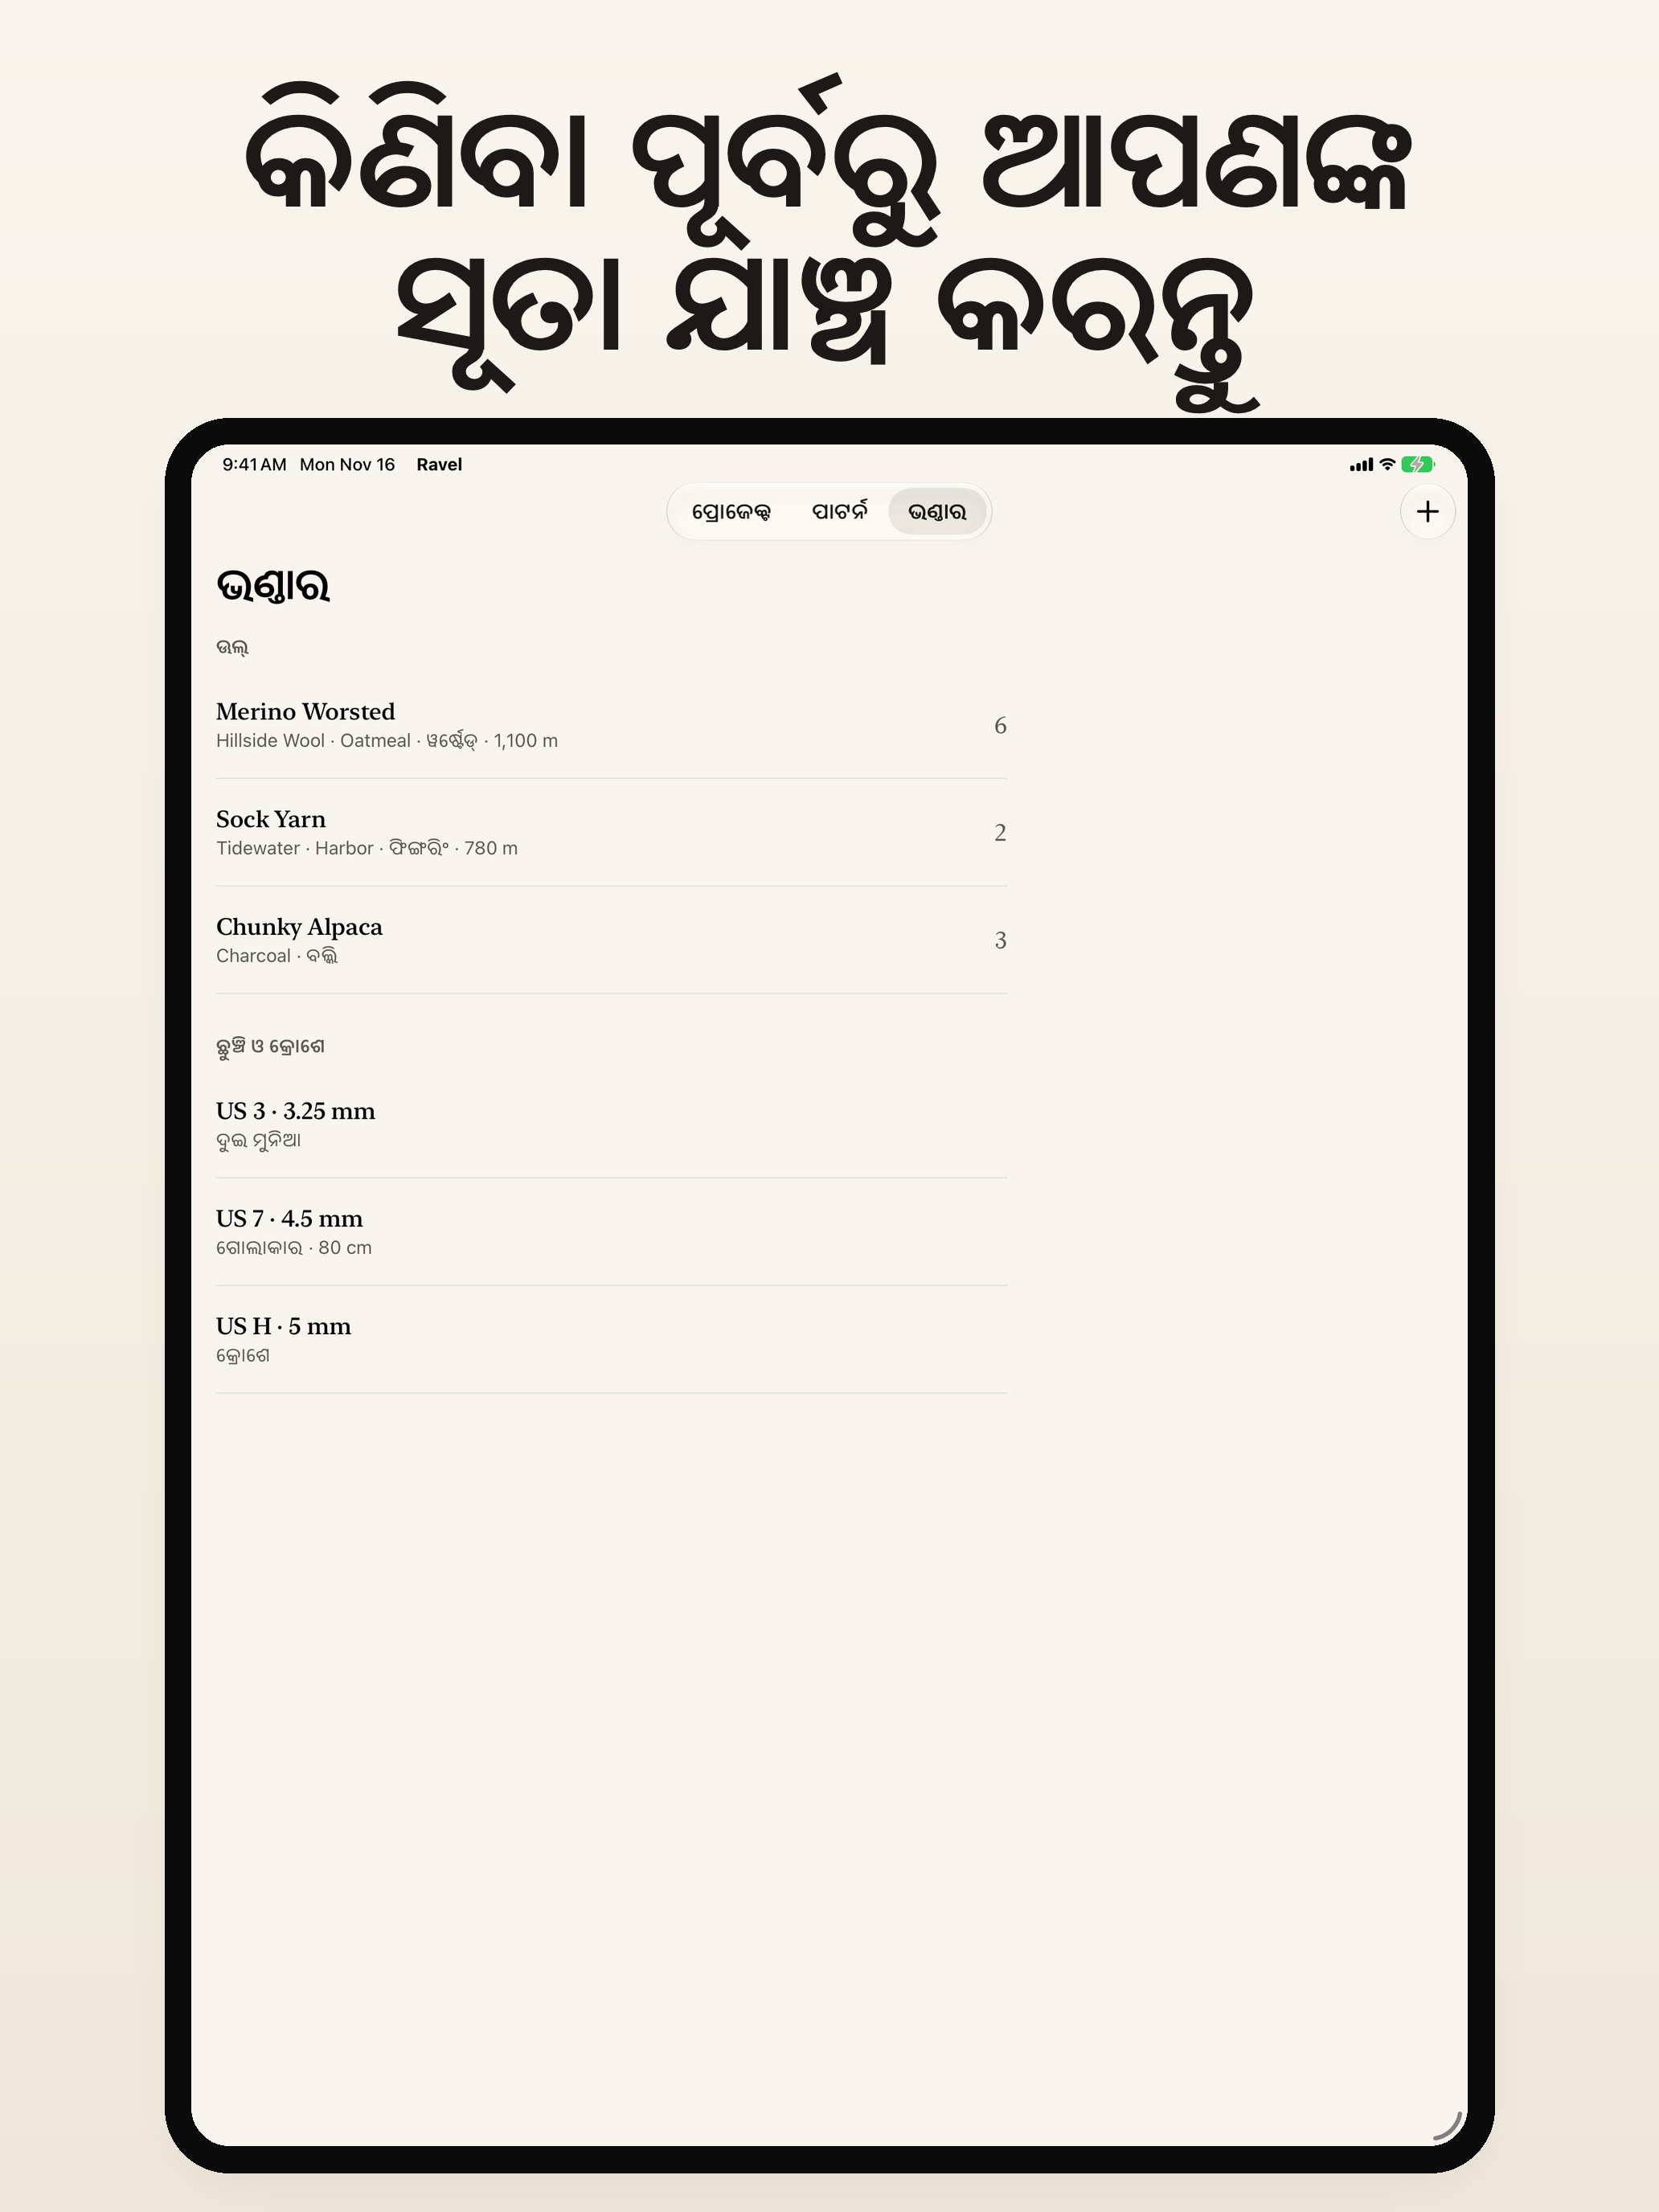 କିଣିବା ପୂର୍ବରୁ ଆପଣଙ୍କ
ସୂତା ଯାଞ୍ଚ କରନ୍ତୁ
9:41 AM Mon Nov 16 Ravel
ପ୍ରୋଜେକ୍ଟ ପାଟର୍ନ ଭଣ୍ଡାର
ଭଣ୍ଡାର
ଉଲ୍
Merino Worsted
6
Hillside Wool · Oatmeal · ୱର୍ଷ୍ଟେଡ୍ · 1,100 m
Sock Yarn
2
Tidewater · Harbor · ଫିଙ୍ଗରିଂ · 780 m
Chunky Alpaca
3
Charcoal · ବଲ୍କି
ଛୁଞ୍ଚି ଓ କ୍ରୋଶେ
US 3 · 3.25 mm
ଦୁଇ ମୁନିଆ
US 7 · 4.5 mm
ଗୋଲାକାର · 80 cm
US H · 5 mm
କ୍ରୋଶେ